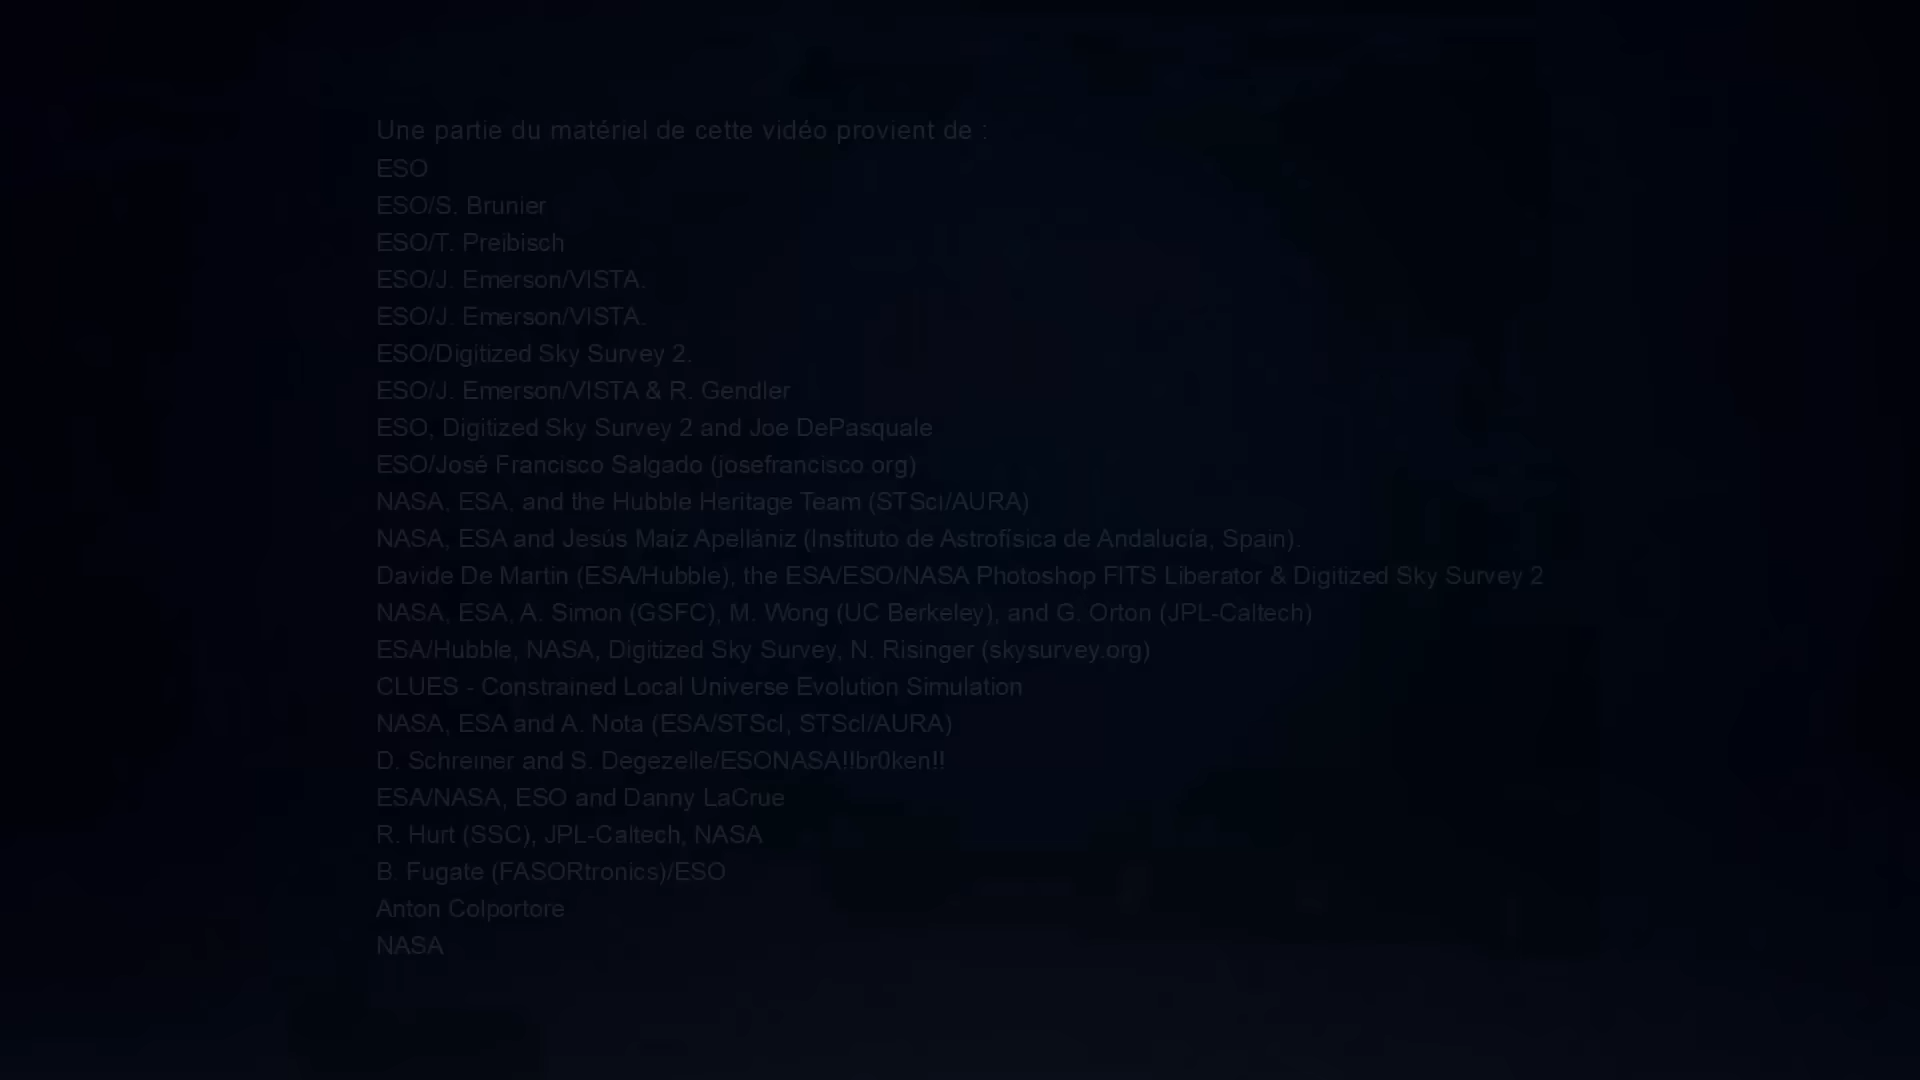 Une partie du matériel de cette vidéo provient de :
ESO
ESO/S. Brunier
ESO/T. Preibisch
ESO/J. Emerson/VISTA.
ESO/J. Emerson/VISTA.
ESO/Digitized Sky Survey 2.
ESO/J. Emerson/VISTA & R. Gendler
ESO, Digitized Sky Survey 2 and Joe DePasquale
ESO/José Francisco Salgado (josefrancisco.org)
NASA, ESA, and the Hubble Heritage Team (STScI/AURA)
NASA, ESA and Jesús Maíz Apellániz (Instituto de Astrofísica de Andalucía, Spain).
Davide De Martin (ESA/Hubble), the ESA/ESO/NASA Photoshop FITS Liberator & Digitized Sky Survey 2
NASA, ESA, A. Simon (GSFC), M. Wong (UC Berkeley), and G. Orton (JPL-Caltech)
ESA/Hubble, NASA, Digitized Sky Survey, N. Risinger (skysurvey.org)
CLUES - Constrained Local Universe Evolution Simulation
NASA, ESA and A. Nota (ESA/STScI, STScI/AURA)
D. Schreiner and S. Degezelle/ESONASA!!br0ken!!
ESA/NASA, ESO and Danny LaCrue
R. Hurt (SSC), JPL-Caltech, NASA
B. Fugate (FASORtronics)/ESO
Anton Colportore
NASA